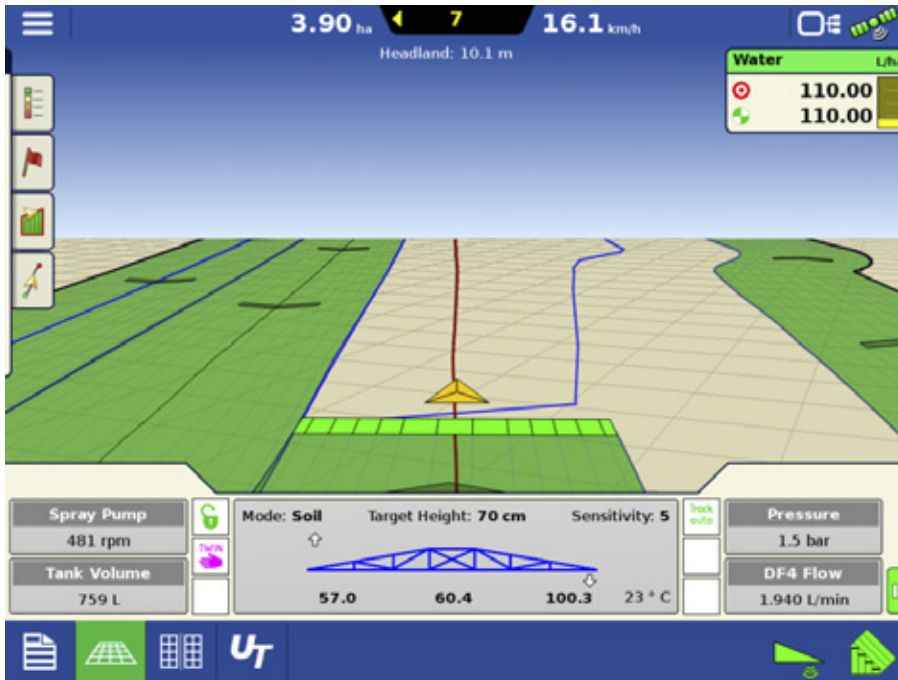 3.90 ha
7
16.1 km/h
Headland: 10.1 m
Water
110.00
110.00
Spray Pump
481 rpm
Tank Volume
759 L
TWIN
Mode: Soil Target Height: 70 cm Sensitivity: 5
57.0 60.4 100.3 23 ° C
Track
auto
Pressure
1.5 bar
DF4 Flow
1.940 L/min
UT